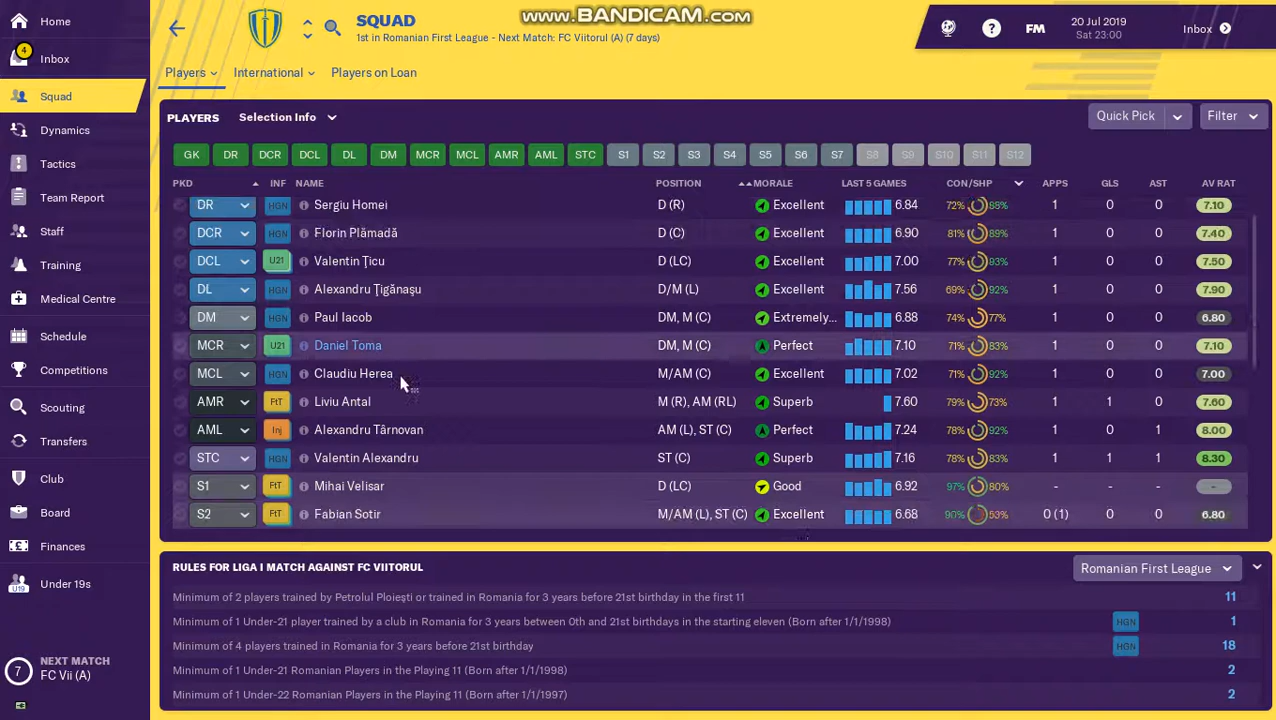 Home
www.BANDICAM.com
SQUAD
1st in Romanian First League - Next Match: FC Viitorul (A) (7 days)
FM
20 Jul 2019
Sat 23:00
Inbox
4
Inbox
Squad
Dynamics
Tactics
Team Report
Staff
Training
Medical Centre
Schedule
Competitions
Scouting
Transfers
Club
Board
Finances
U19
Under 19s
7
NEXT MATCH
FC Vii (A)
Players International Players on Loan
PLAYERS Selection Info Quick Pick Filter
GK DR DCR DCL DL DM MCR MCL AMR AML STC S1 S2 S3 S4 S5 S6 S7 S8 S9 S10 S11 S12
PKD INF NAME POSITION MORALE LAST 5 GAMES CON/SHP APPS GLS AST AV RAT
DR HGN Sergiu Homei D (R) Excellent 6.84 72% 88% 1 0 0 7.10
DCR HGN Florin Plămadă D (C) Excellent 6.90 81% 89% 1 0 0 7.40
DCL U21 Valentin Țicu D (LC) Excellent 7.00 77% 93% 1 0 0 7.50
DL HGN Alexandru Țigănaşu D/M (L) Excellent 7.56 69% 92% 1 0 0 7.90
DM HGN Paul Iacob DM, M (C) Extremely... 6.88 74% 77% 1 0 0 6.80
MCR U21 Daniel Toma DM, M (C) Perfect 7.10 71% 83% 1 0 0 7.10
MCL HGN Claudiu Herea M/AM (C) Excellent 7.02 71% 92% 1 0 0 7.00
AMR FtT Liviu Antal M (R), AM (RL) Superb 7.60 79% 73% 1 1 0 7.60
AML Inj Alexandru Târnovan AM (L), ST (C) Perfect 7.24 78% 92% 1 0 1 8.00
STC HGN Valentin Alexandru ST (C) Superb 7.16 78% 83% 1 1 1 8.30
S1 FtT Mihai Velisar D (LC) Good 6.92 97% 80% - - - -
S2 FtT Fabian Sotir M/AM (L), ST (C) Excellent 6.68 90% 53% 0 (1) 0 0 6.80
RULES FOR LIGA I MATCH AGAINST FC VIITORUL Romanian First League
Minimum of 2 players trained by Petrolul Ploieşti or trained in Romania for 3 years before 21st birthday in the first 11 11
Minimum of 1 Under-21 player trained by a club in Romania for 3 years between 0th and 21st birthdays in the starting eleven (Born after 1/1/1998) HGN 1
Minimum of 4 players trained in Romania for 3 years before 21st birthday HGN 18
Minimum of 1 Under-21 Romanian Players in the Playing 11 (Born after 1/1/1998) 2
Minimum of 1 Under-22 Romanian Players in the Playing 11 (Born after 1/1/1997) 2